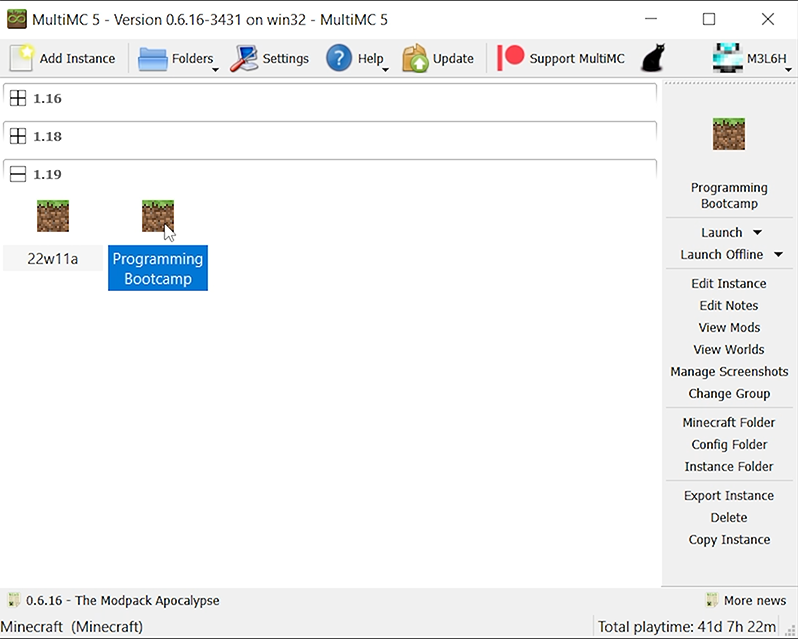 MultiMC 5 - Version 0.6.16-3431 on win32 - MultiMC 5
Add Instance Folders Settings Help Update Support MultiMC M3L6H
1.16
1.18
1.19
22w11a
Programming
Bootcamp
Programming
Bootcamp
Launch
Launch Offline
Edit Instance
Edit Notes
View Mods
View Worlds
Manage Screenshots
Change Group
Minecraft Folder
Config Folder
Instance Folder
Export Instance
Delete
Copy Instance
0.6.16 - The Modpack Apocalypse More news
Minecraft (Minecraft) Total playtime: 41d 7h 22m